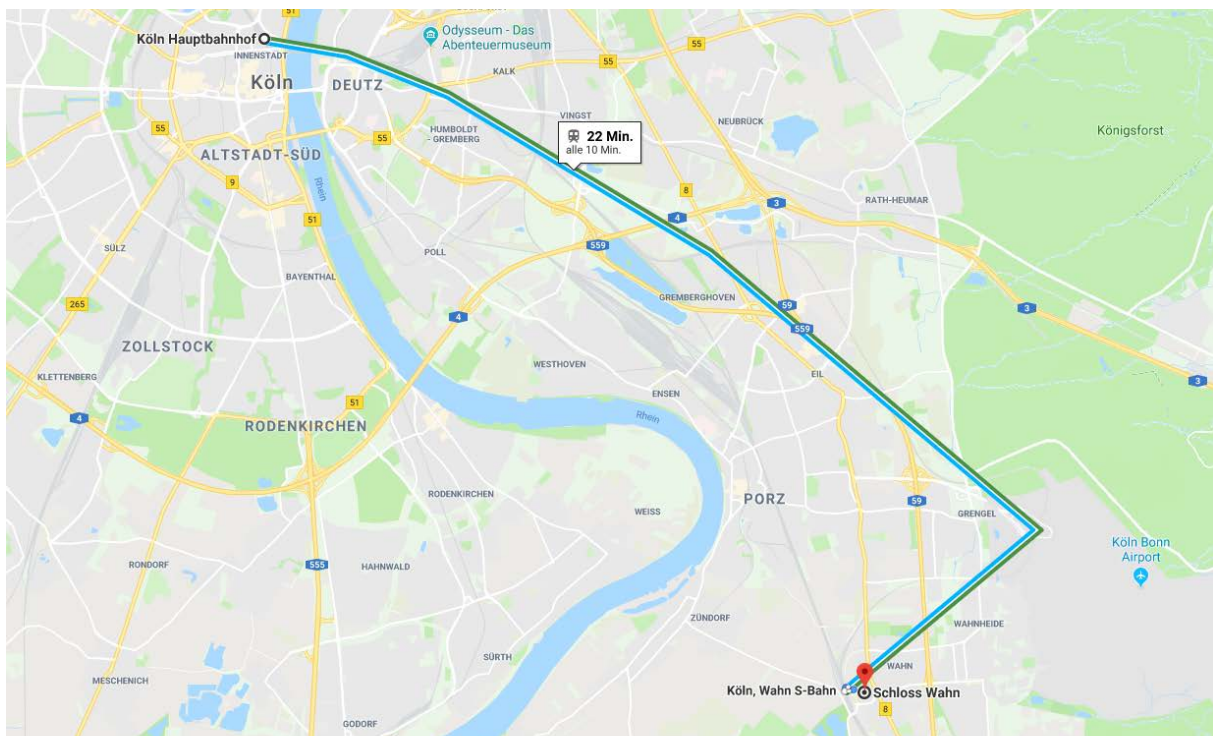 51
Köln Hauptbahnhof
Odysseum - Das
Abenteuermuseum
55
INNENSTADT
Köln
DEUTZ
KALK
55
55
VINGST
22 Min.
alle 10 Min.
NEUBRÜCK
Königsforst
55
HUMBOLDT
- GREMBERG
55
ALTSTADT-SÜD
9
Rhein
8
3
RATH-HEUMAR
51
4
SÜLZ
559
POLL
BAYENTHAL
GREMBERGHOVEN
265
59
3
4
559
ZOLLSTOCK
WESTHOVEN
EIL
KLETTENBERG
3
ENSEN
51
4
Rhein
RODENKIRCHEN
RODENKIRCHEN
PORZ
59
WEISS
GRENGEL
Köln Bonn
Airport
RONDORF
555
HAHNWALD
ZÜNDORF
WAHNHEIDE
SÜRTH
WAHN
MESCHENICH
Köln, Wahn S-Bahn
Schloss Wahn
8
GODORF